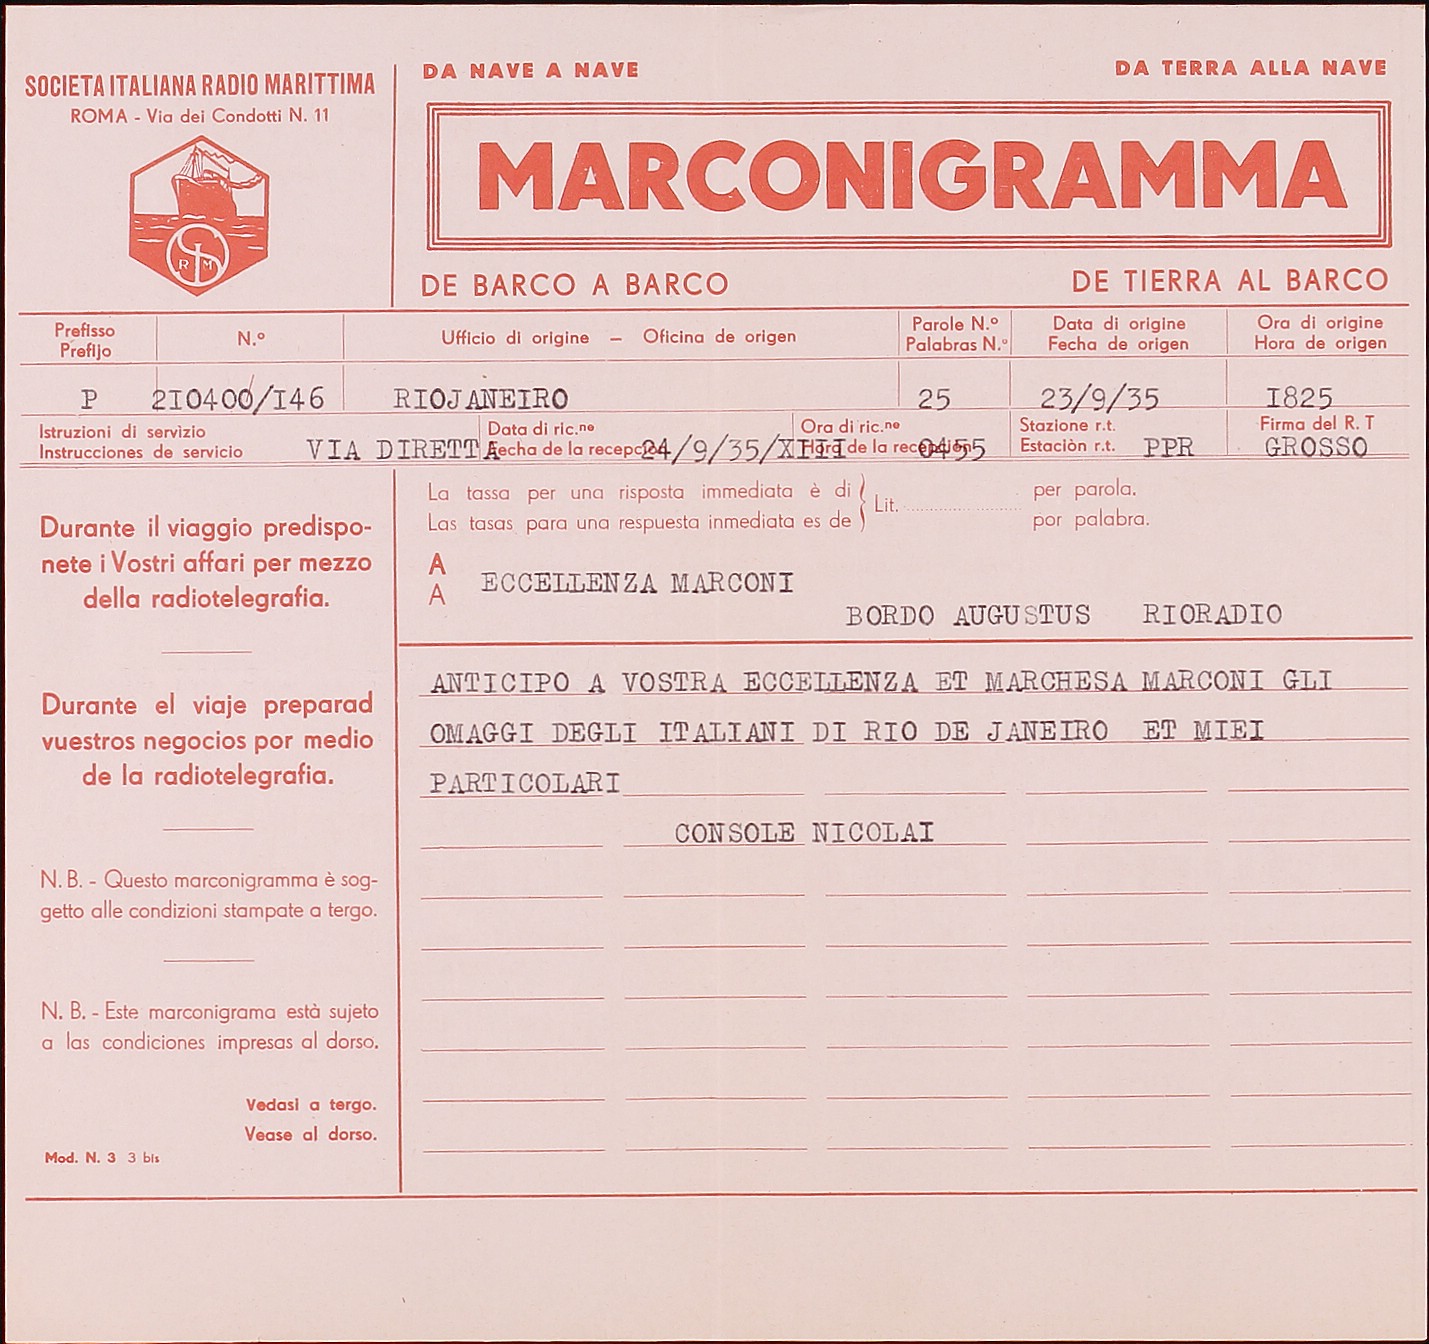 SOCIETA ITALIANA RADIO MARITTIMA
ROMA - Via dei Condotti N. 11
S R M
DA NAVE A NAVE
DA TERRA ALLA NAVE
MARCONIGRAMMA
DE BARCO A BARCO
DE TIERRA AL BARCO
Prefisso
Prefijo
N.º
Ufficio di origine — Oficina de origen
Parole N.º
Palabras N.º
Data di origine
Fecha de origen
Ora di origine
Hora de origen
P 210400/I46 RIOJANEIRO 25 23/9/35 I825
Istruzioni di servizio
Instrucciones de servicio
VIA DIRETTA
Data di ric.ne
Fecha de la recepción
24/9/35/XIII
Ora di ric.ne
Hora de la recepción
0455
Stazione r.t.
Estaciòn r.t.
PPR
Firma del R. T
GROSSO
La tassa per una risposta immediata è di
Las tasas para una respuesta inmediata es de
Lit.
per parola.
por palabra.
A
A
ECCELLENZA MARCONI
BORDO AUGUSTUS RIORADIO
ANTICIPO A VOSTRA ECCELLENZA ET MARCHESA MARCONI GLI
OMAGGI DEGLI ITALIANI DI RIO DE JANEIRO ET MIEI
PARTICOLARI
CONSOLE NICOLAI
Durante il viaggio predispo-
nete i Vostri affari per mezzo
della radiotelegrafia.
Durante el viaje preparad
vuestros negocios por medio
de la radiotelegrafia.
N. B. - Questo marconigramma è sog-
getto alle condizioni stampate a tergo.
N. B. - Este marconigrama està sujeto
a las condiciones impresas al dorso.
Vedasi a tergo.
Vease al dorso.
Mod. N. 3 3 bis